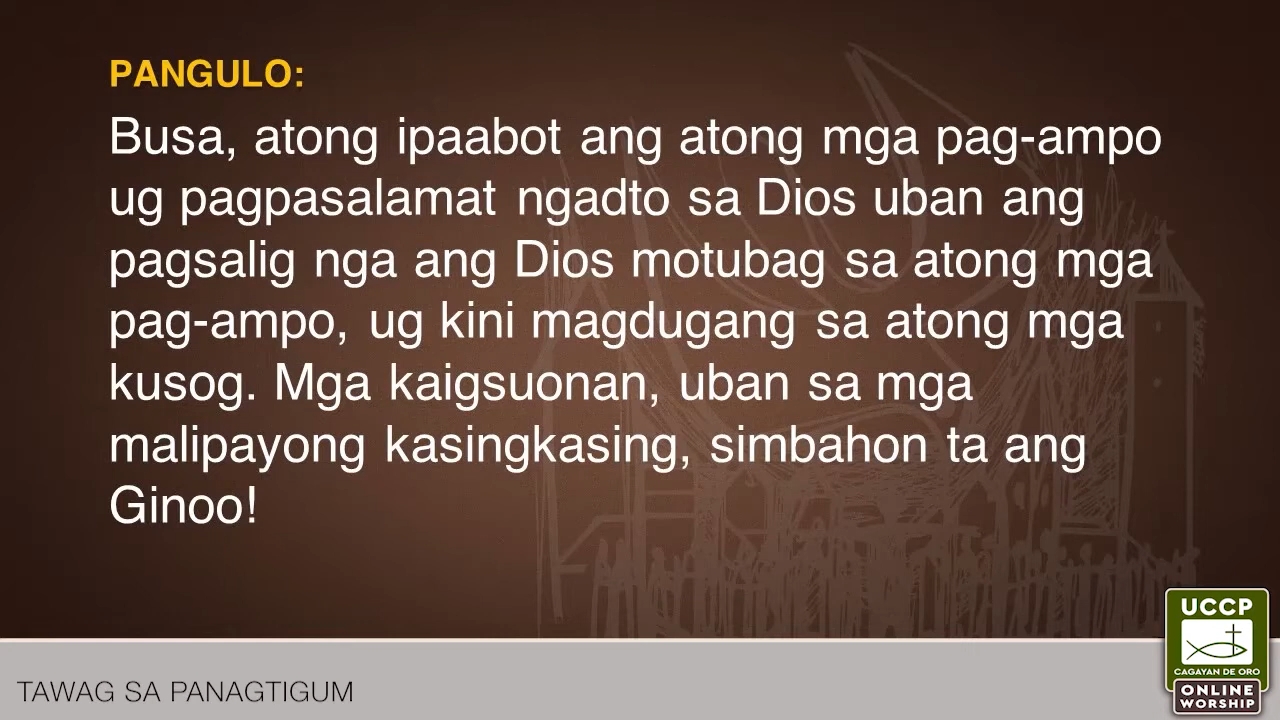 PANGULO:
Busa, atong ipaabot ang atong mga pag-ampo
ug pagpasalamat ngadto sa Dios uban ang
pagsalig nga ang Dios motubag sa atong mga
pag-ampo, ug kini magdugang sa atong mga
kusog. Mga kaigsuonan, uban sa mga
malipayong kasingkasing, simbahon ta ang
Ginoo!
TAWAG SA PANAGTIGUM
UCCP
CAGAYAN DE ORO
ONLINE
WORSHIP